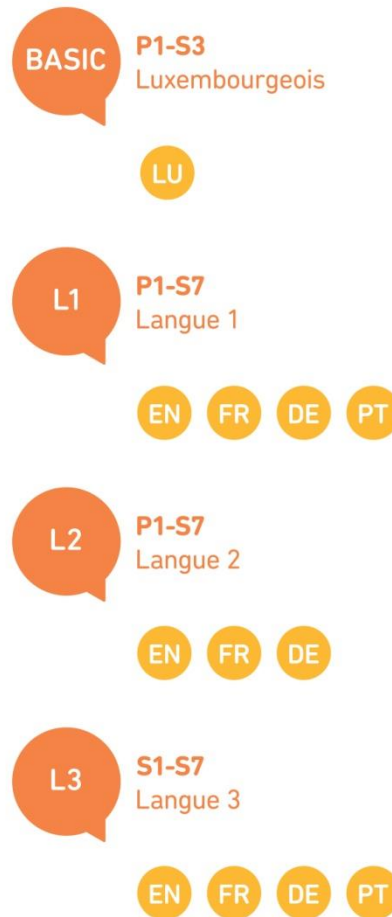 BASIC
P1-S3
Luxembourgeois
LU
L1
P1-S7
Langue 1
EN FR DE PT
L2
P1-S7
Langue 2
EN FR DE
L3
S1-S7
Langue 3
EN FR DE PT